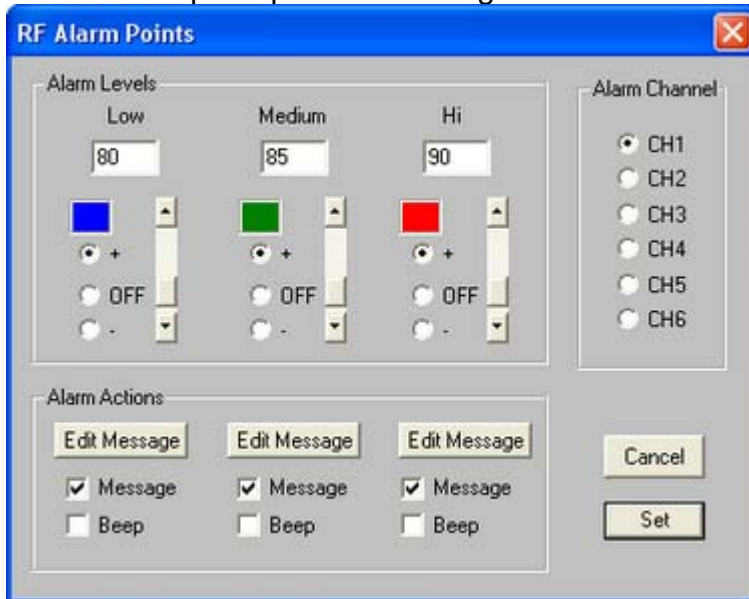 RF Alarm Points
Alarm Levels
Low Medium Hi
80 85 90
+ + +
OFF OFF OFF
- - -
Alarm Channel
CH1
CH2
CH3
CH4
CH5
CH6
Alarm Actions
Edit Message Edit Message Edit Message
Message Message Message
Beep Beep Beep
Cancel
Set